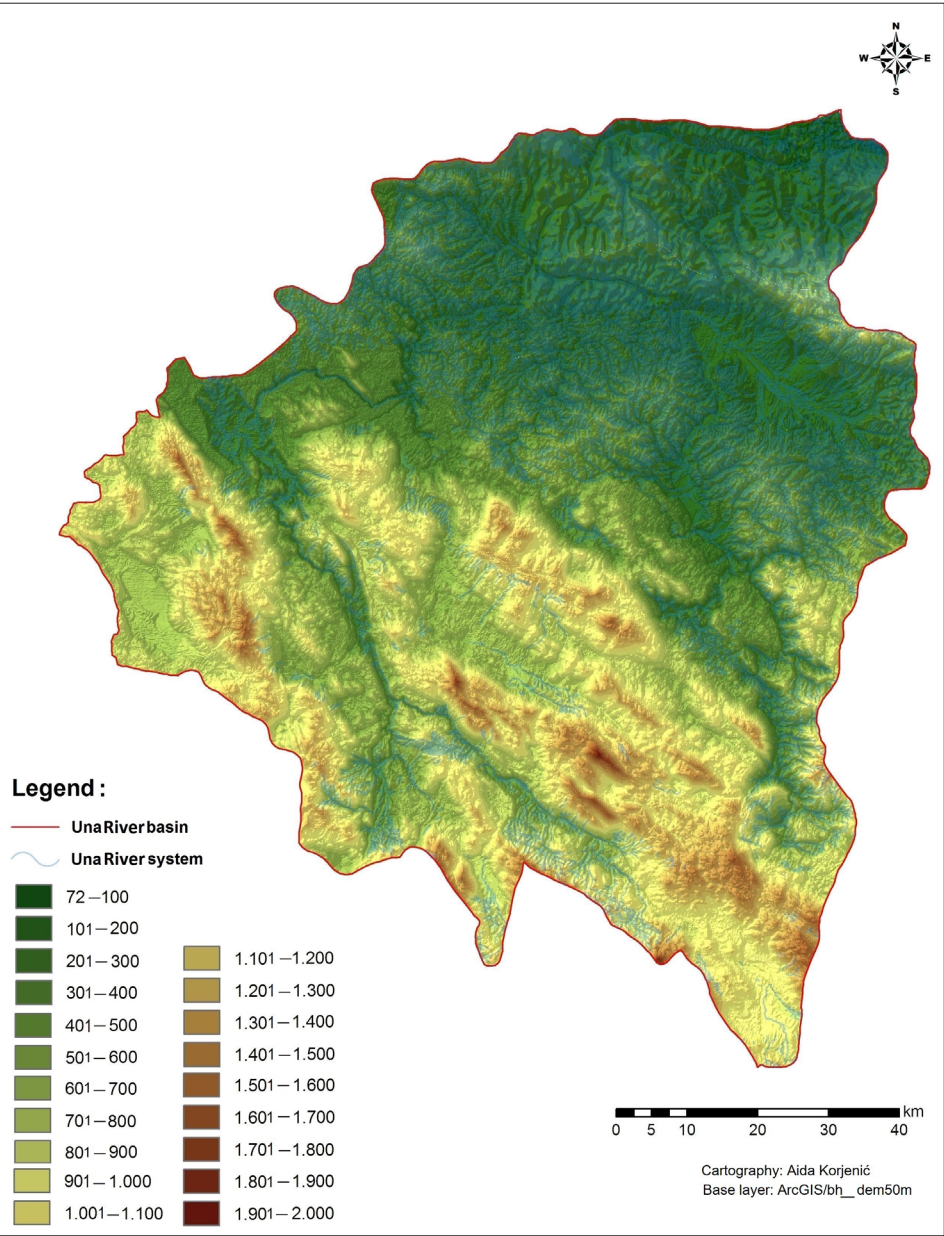 N
W E
S
Legend :
Una River basin
Una River system
72 – 100
101 – 200
201 – 300
301 – 400
401 – 500
501 – 600
601 – 700
701 – 800
801 – 900
901 – 1.000
1.001 – 1.100
1.101 – 1.200
1.201 – 1.300
1.301 – 1.400
1.401 – 1.500
1.501 – 1.600
1.601 – 1.700
1.701 – 1.800
1.801 – 1.900
1.901 – 2.000
km
0 5 10 20 30 40
Cartography: Aida Korjenić
Base layer: ArcGIS/bh__dem50m